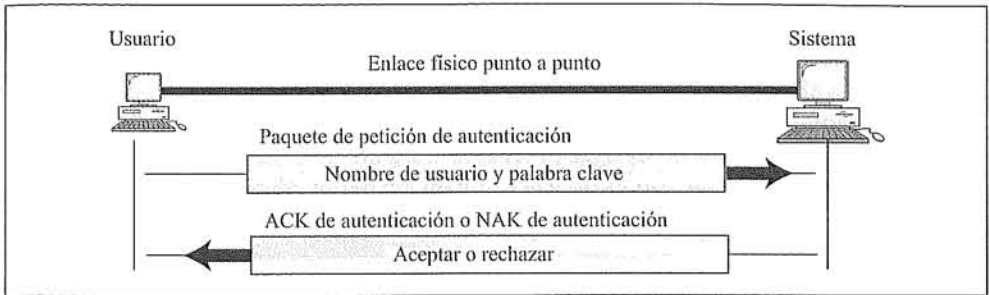 Usuario
Sistema
Enlace físico punto a punto
Paquete de petición de autenticación
Nombre de usuario y palabra clave
ACK de autenticación o NAK de autenticación
Aceptar o rechazar